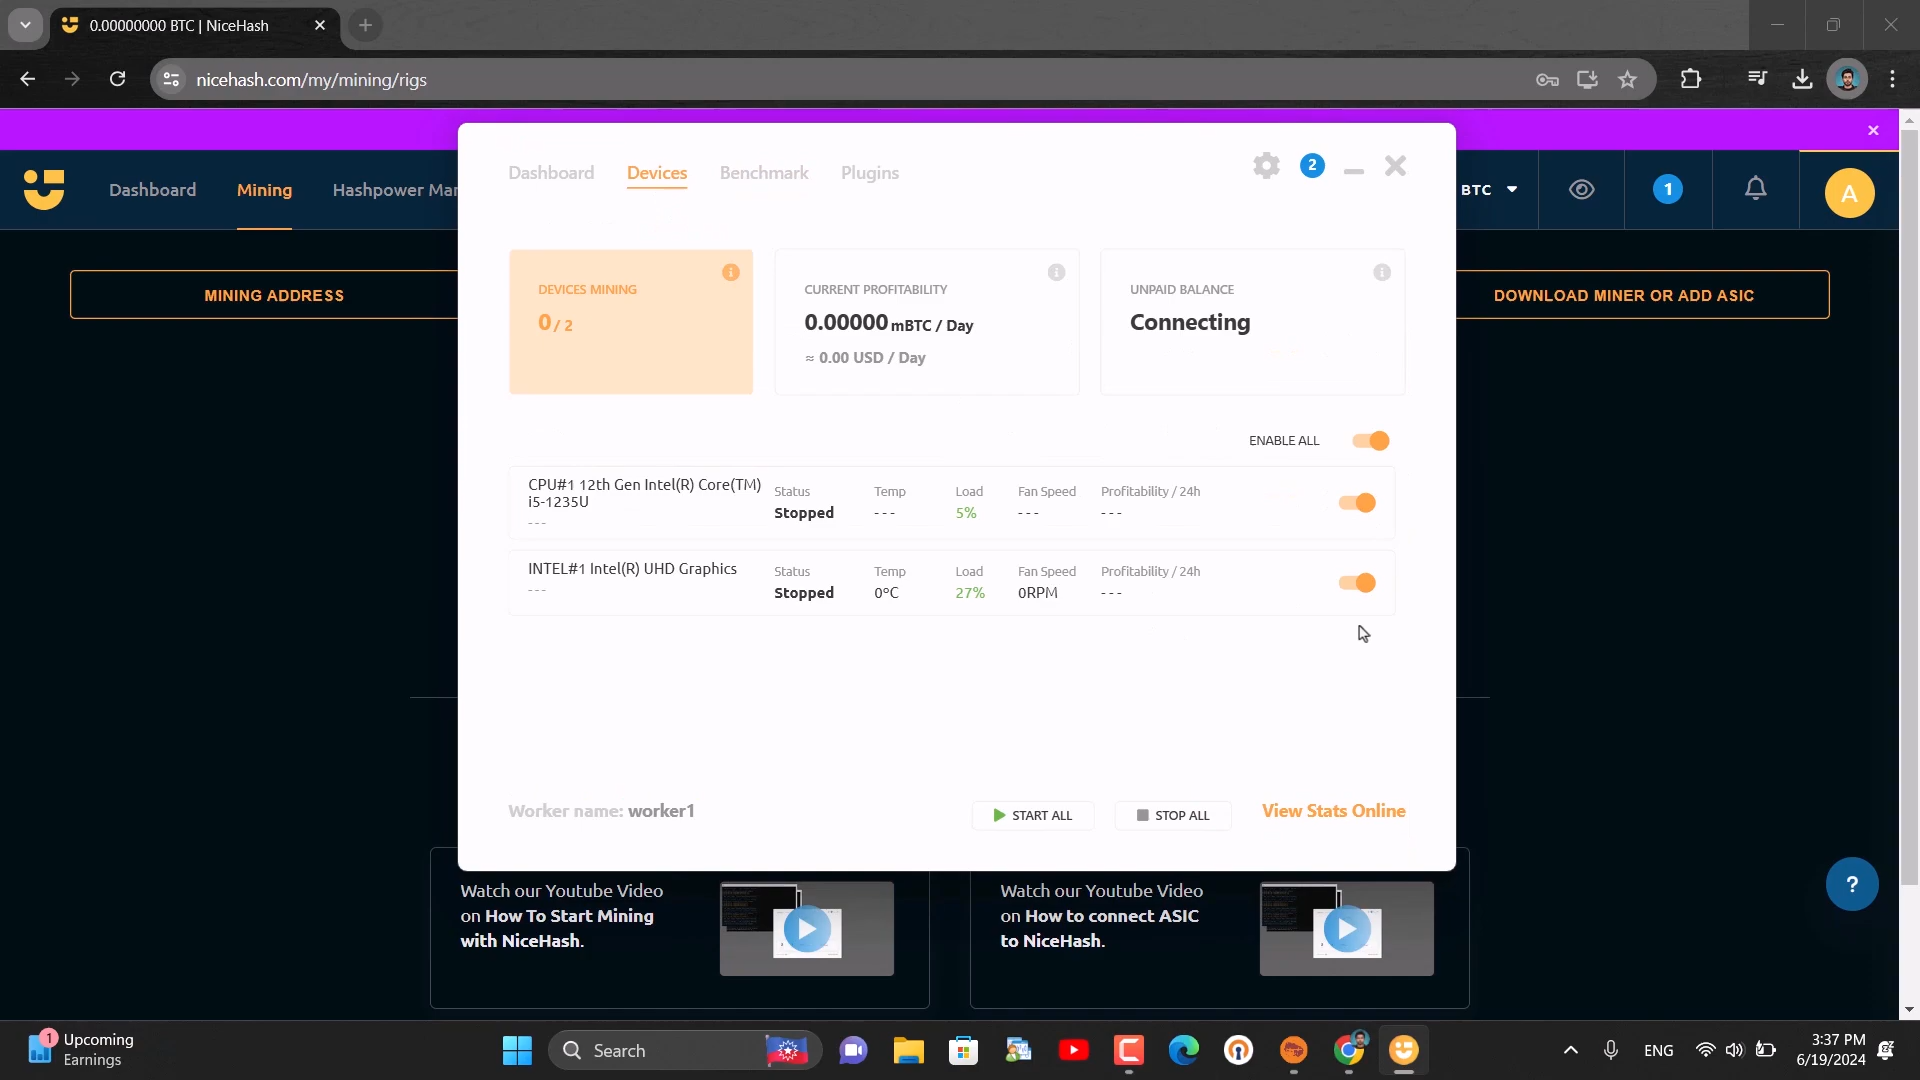 0.00000000 BTC | NiceHash
nicehash.com/my/mining/rigs
Dashboard Mining Hashpower Mar
BTC
1
A
MINING ADDRESS
DOWNLOAD MINER OR ADD ASIC
Dashboard Devices Benchmark Plugins
2
DEVICES MINING
0 / 2
CURRENT PROFITABILITY
0.00000 mBTC / Day
≈ 0.00 USD / Day
UNPAID BALANCE
Connecting
ENABLE ALL
CPU#1 12th Gen Intel(R) Core(TM)
i5-1235U
---
Status Temp Load Fan Speed Profitability / 24h
Stopped --- 5% --- ---
INTEL#1 Intel(R) UHD Graphics
---
Status Temp Load Fan Speed Profitability / 24h
Stopped 0°C 27% 0RPM ---
Worker name: worker1
START ALL
STOP ALL
View Stats Online
Watch our Youtube Video
on How To Start Mining
with NiceHash.
Watch our Youtube Video
on How to connect ASIC
to NiceHash.
?
1
Upcoming
Earnings
Search
ENG
3:37 PM
6/19/2024